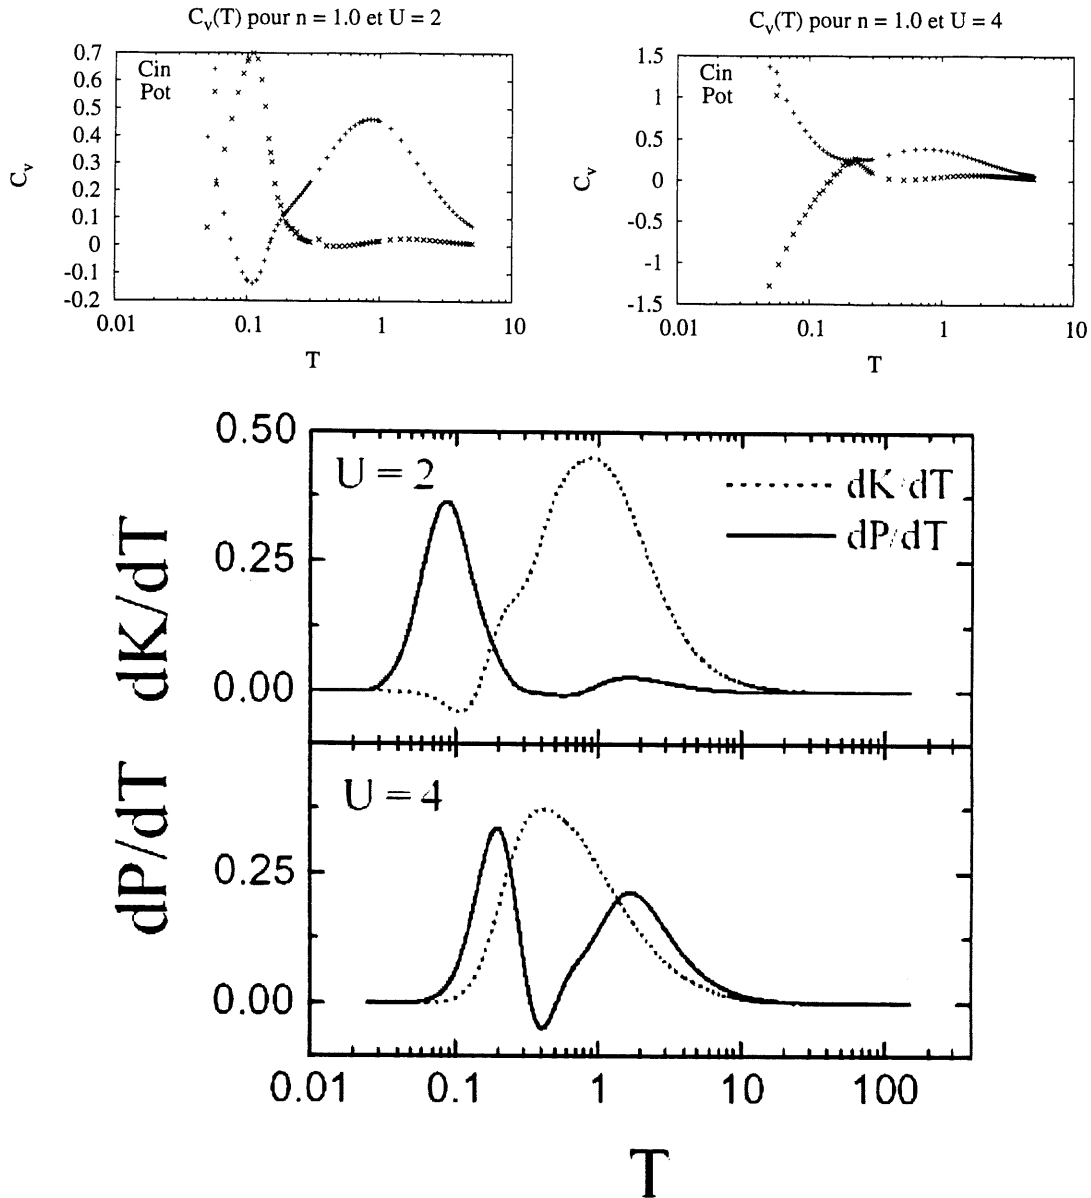 C_v(T) pour n = 1.0 et U = 2
0.7
0.6
0.5
0.4
0.3
0.2
0.1
0
-0.1
-0.2
Cin
Pot
C_v
0.01
0.1
1
10
T
C_v(T) pour n = 1.0 et U = 4
1.5
1
0.5
0
-0.5
-1
-1.5
Cin
Pot
C_v
0.01
0.1
1
10
T
0.50
0.25
0.00
U = 2
dK/dT
dP/dT
dP/dT dK/dT
U = 4
0.25
0.00
0.01
0.1
1
10
100
T